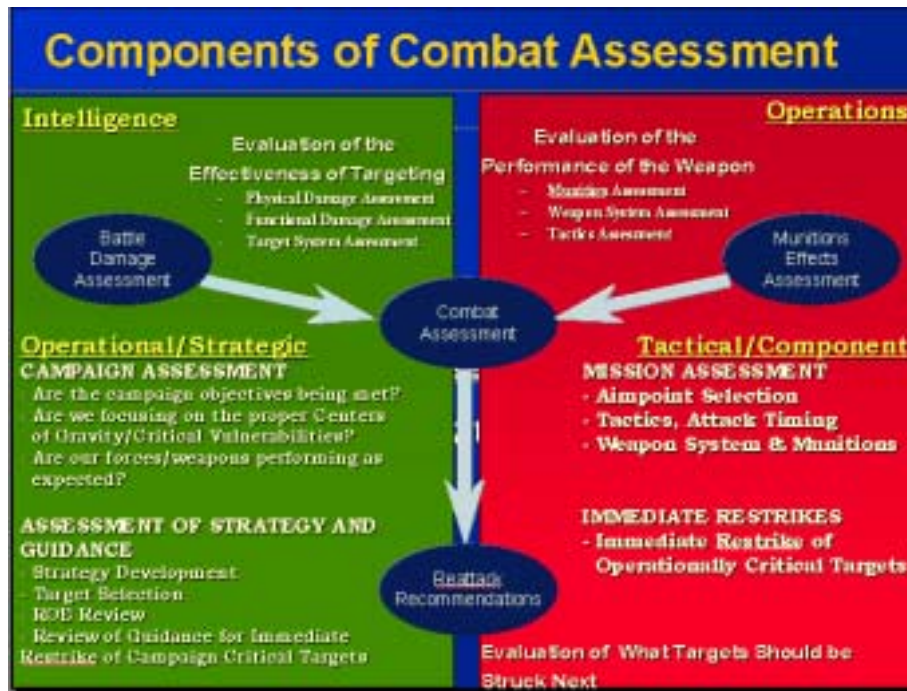 Components of Combat Assessment
Intelligence
Evaluation of the
Effectiveness of Targeting
- Physical Damage Assessment
- Functional Damage Assessment
- Target System Assessment
Battle
Damage
Assessment
Operations
Evaluation of the
Performance of the Weapon
- Munitions Assessment
- Weapon System Assessment
- Tactics Assessment
Munitions
Effects
Assessment
Combat
Assessment
Operational/Strategic
CAMPAIGN ASSESSMENT
- Are the campaign objectives being met?
- Are we focusing on the proper Centers
of Gravity/Critical Vulnerabilities?
- Are our forces/weapons performing as
expected?
ASSESSMENT OF STRATEGY AND
GUIDANCE
- Strategy Development
- Target Selection
- ROE Review
- Review of Guidance for Immediate
Restrike of Campaign Critical Targets
Tactical/Component
MISSION ASSESSMENT
- Aimpoint Selection
- Tactics, Attack Timing
- Weapon System & Munitions
IMMEDIATE RESTRIKES
- Immediate Restrike of
Operationally Critical Targets
Reattack
Recommendations
Evaluation of What Targets Should be
Struck Next